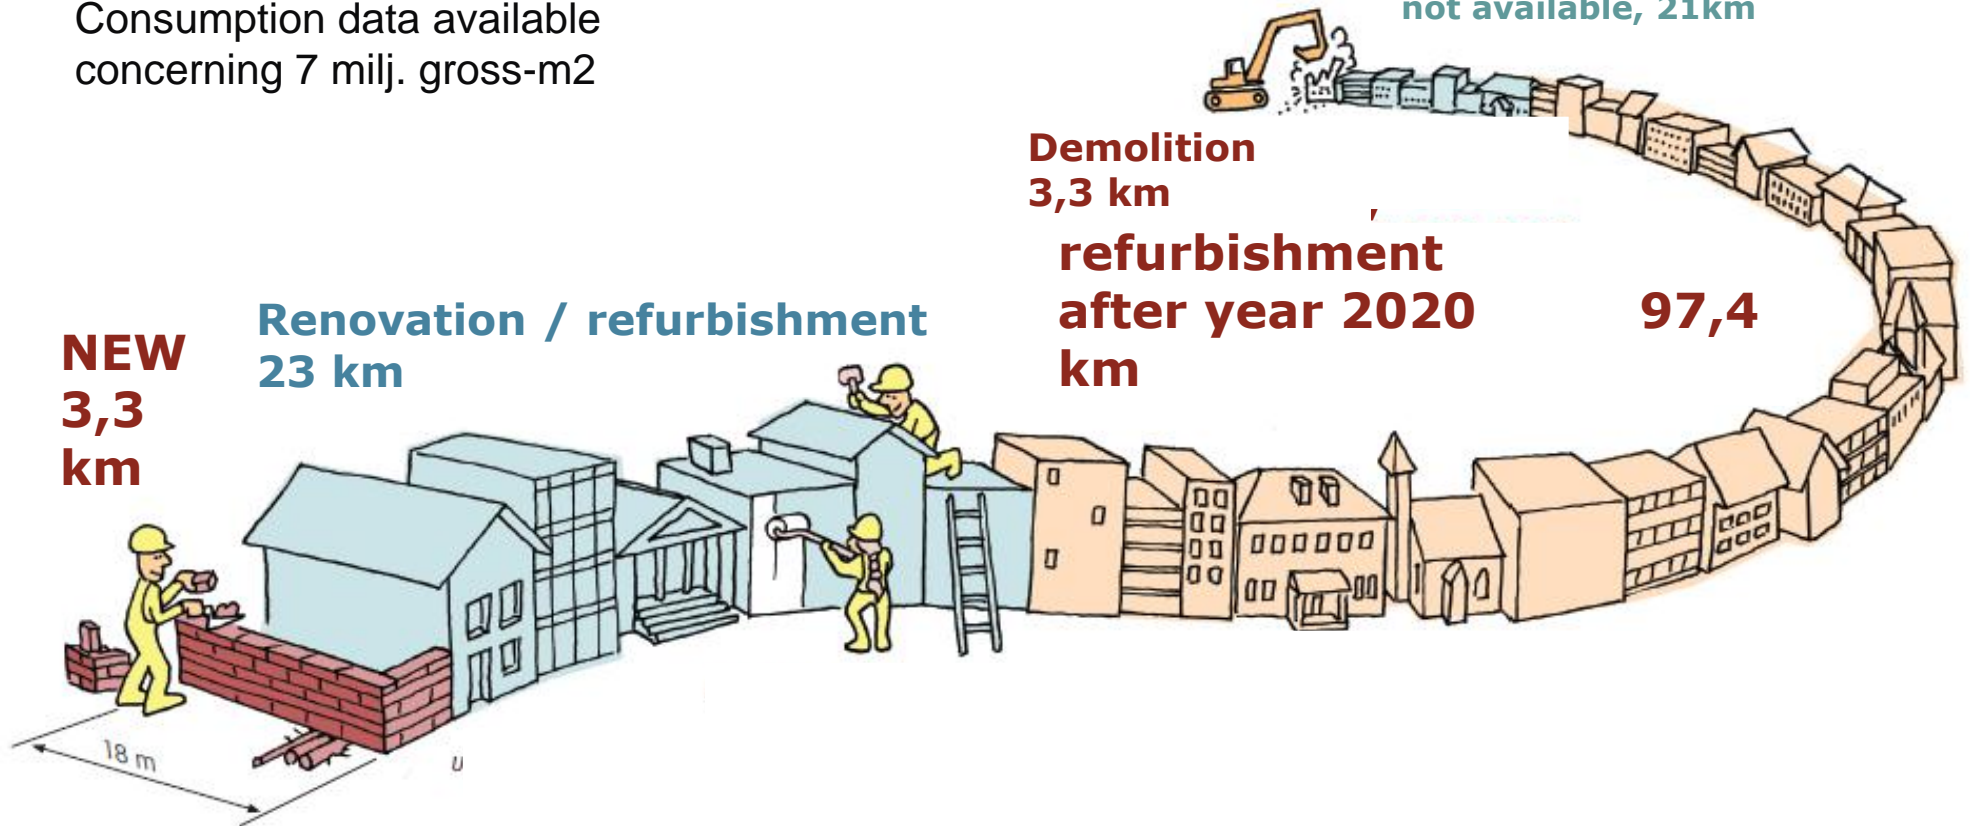 Consumption data available
concerning 7 milj. gross-m2
not available, 21km
Demolition
3,3 km
refurbishment
after year 2020 97,4
km
Renovation / refurbishment
23 km
NEW
3,3
km
18 m